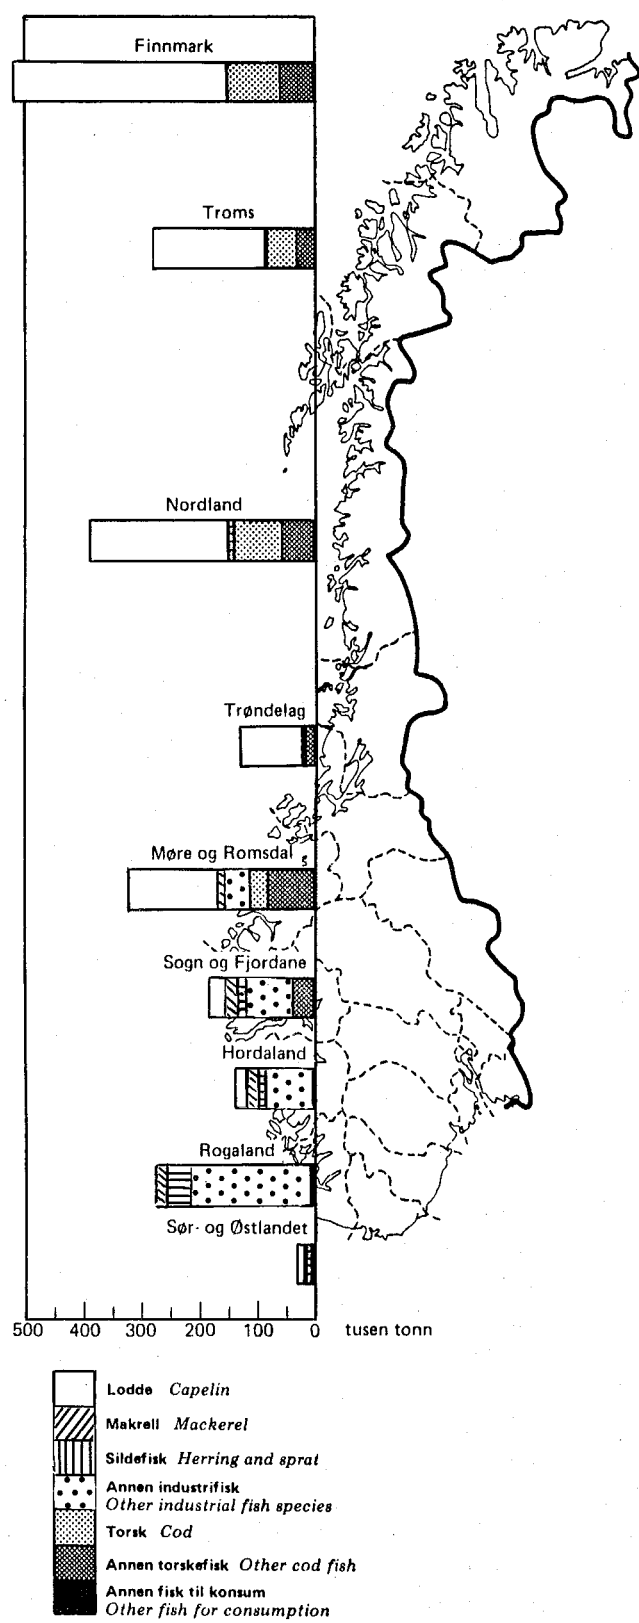 Finnmark
Troms
Nordland
Trøndelag
Møre og Romsdal
Sogn og Fjordane
Hordaland
Rogaland
Sør- og Østlandet
500 400 300 200 100 0 tusen tonn
Lodde Capelin
Makrell Mackerel
Sildefisk Herring and sprat
Annen industrifisk
Other industrial fish species
Torsk Cod
Annen torskefisk Other cod fish
Annen fisk til konsum
Other fish for consumption